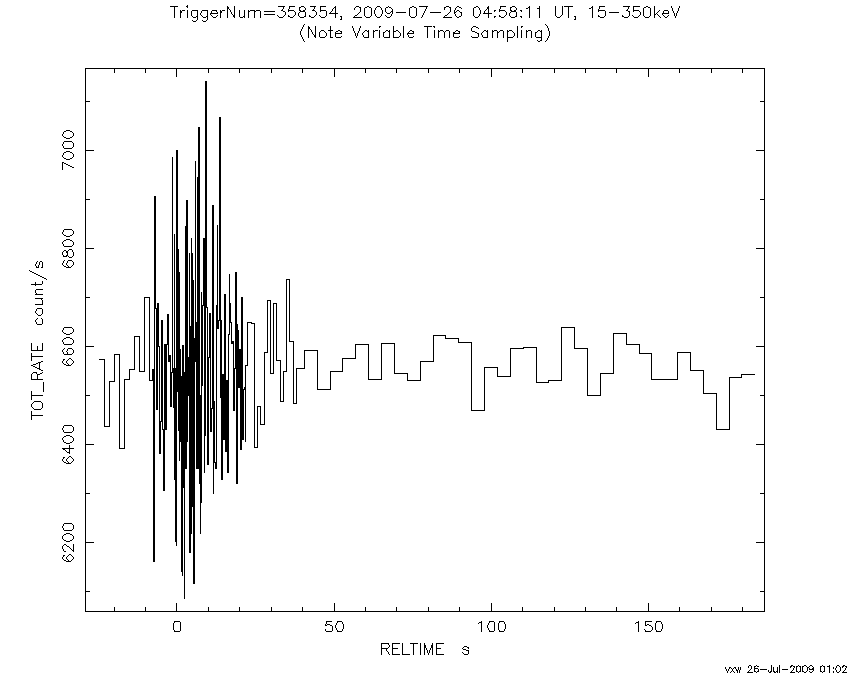 TriggerNum=358354, 2009-07-26 04:58:11 UT, 15-350keV
(Note Variable Time Sampling)
TOT_RATE count/s
7000
6800
6600
6400
6200
0 50 100 150
RELTIME s
vxw 26-Jul-2009 01:02